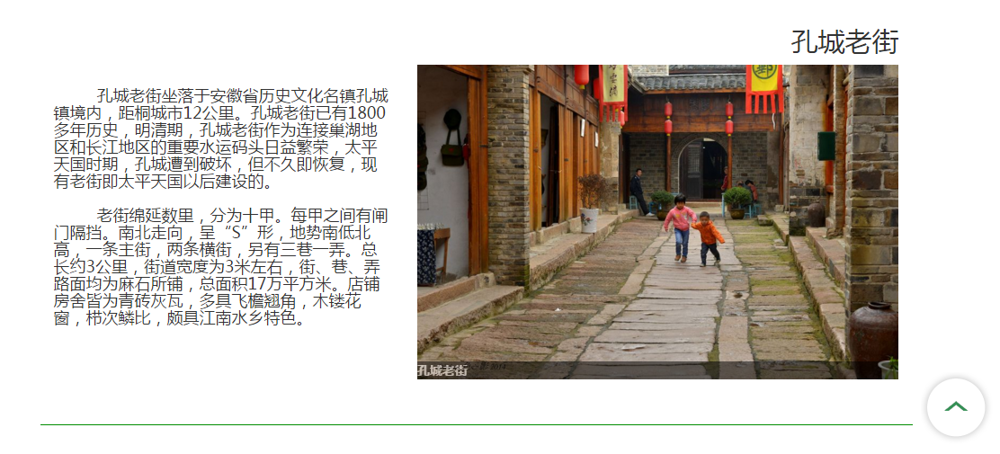 孔城老街
孔城老街坐落于安徽省历史文化名镇孔城
镇境内，距桐城市12公里。孔城老街已有1800
多年历史，明清期，孔城老街作为连接巢湖地
区和长江地区的重要水运码头日益繁荣，太平
天国时期，孔城遭到破坏，但不久即恢复，现
有老街即太平天国以后建设的。
老街绵延数里，分为十甲。每甲之间有闸
门隔挡。南北走向，呈“S”形，地势南低北
高，一条主街，两条横街，另有三巷一弄。总
长约3公里，街道宽度为3米左右，街、巷、弄
路面均为麻石所铺，总面积17万平方米。店铺
房舍皆为青砖灰瓦，多具飞檐翘角，木镂花
窗，栉次鳞比，颇具江南水乡特色。
郵
孔城老街